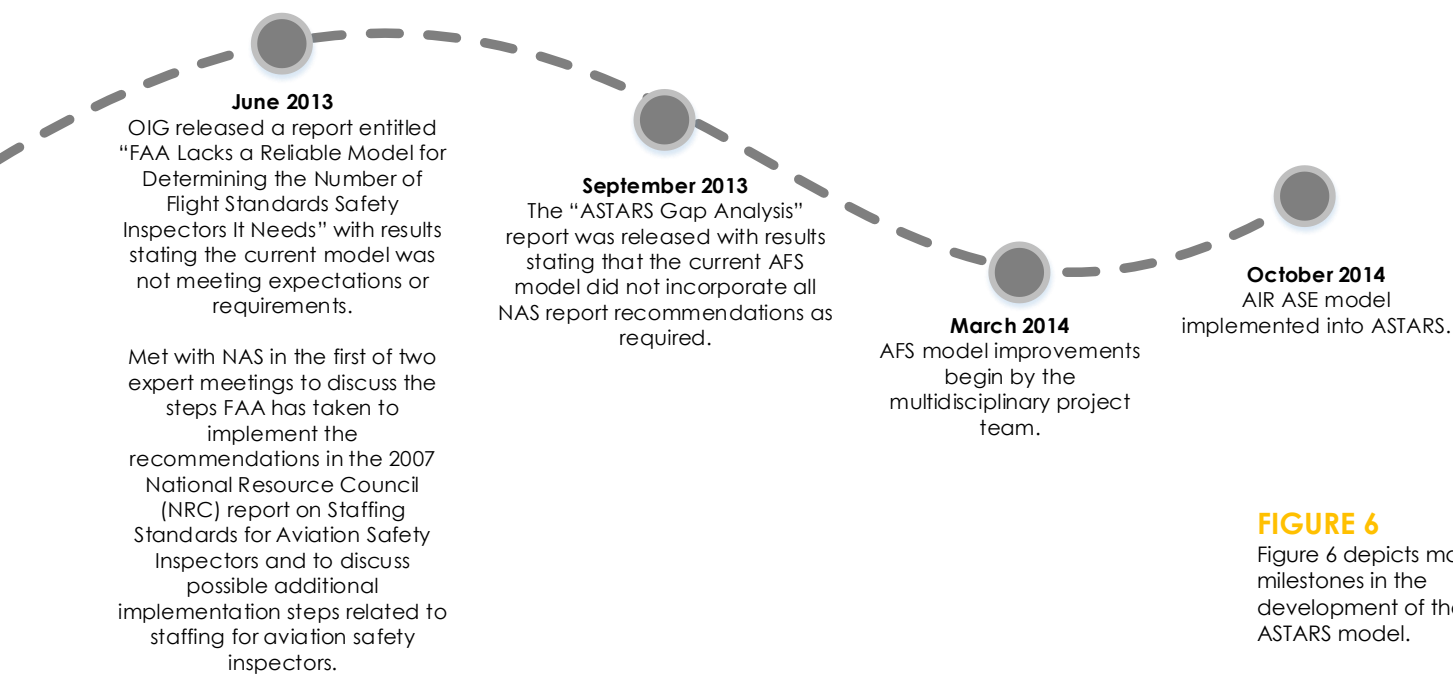 June 2013
OIG released a report entitled
“FAA Lacks a Reliable Model for
Determining the Number of
Flight Standards Safety
Inspectors It Needs” with results
stating the current model was
not meeting expectations or
requirements.
Met with NAS in the first of two
expert meetings to discuss the
steps FAA has taken to
implement the
recommendations in the 2007
National Resource Council
(NRC) report on Staffing
Standards for Aviation Safety
Inspectors and to discuss
possible additional
implementation steps related to
staffing for aviation safety
inspectors.
September 2013
The “ASTARS Gap Analysis”
report was released with results
stating that the current AFS
model did not incorporate all
NAS report recommendations as
required.
March 2014
AFS model improvements
begin by the
multidisciplinary project
team.
October 2014
AIR ASE model
implemented into ASTARS.
FIGURE 6
Figure 6 depicts
milestones in the
development of
ASTARS model.